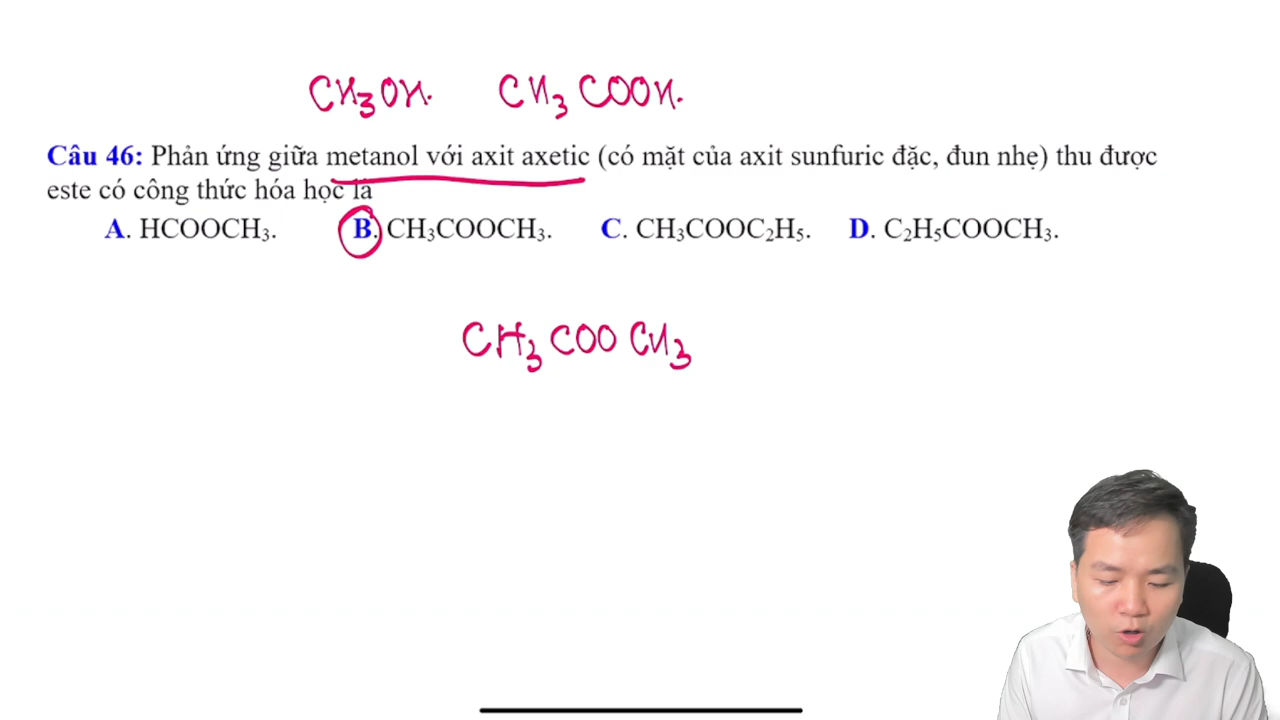 CH₃OH. CH₃COOH.
Câu 46: Phản ứng giữa metanol với axit axetic (có mặt của axit sunfuric đặc, đun nhẹ) thu được
este có công thức hóa học là
A. HCOOCH₃. B. CH₃COOCH₃. C. CH₃COOC₂H₅. D. C₂H₅COOCH₃.
CH₃COOCH₃